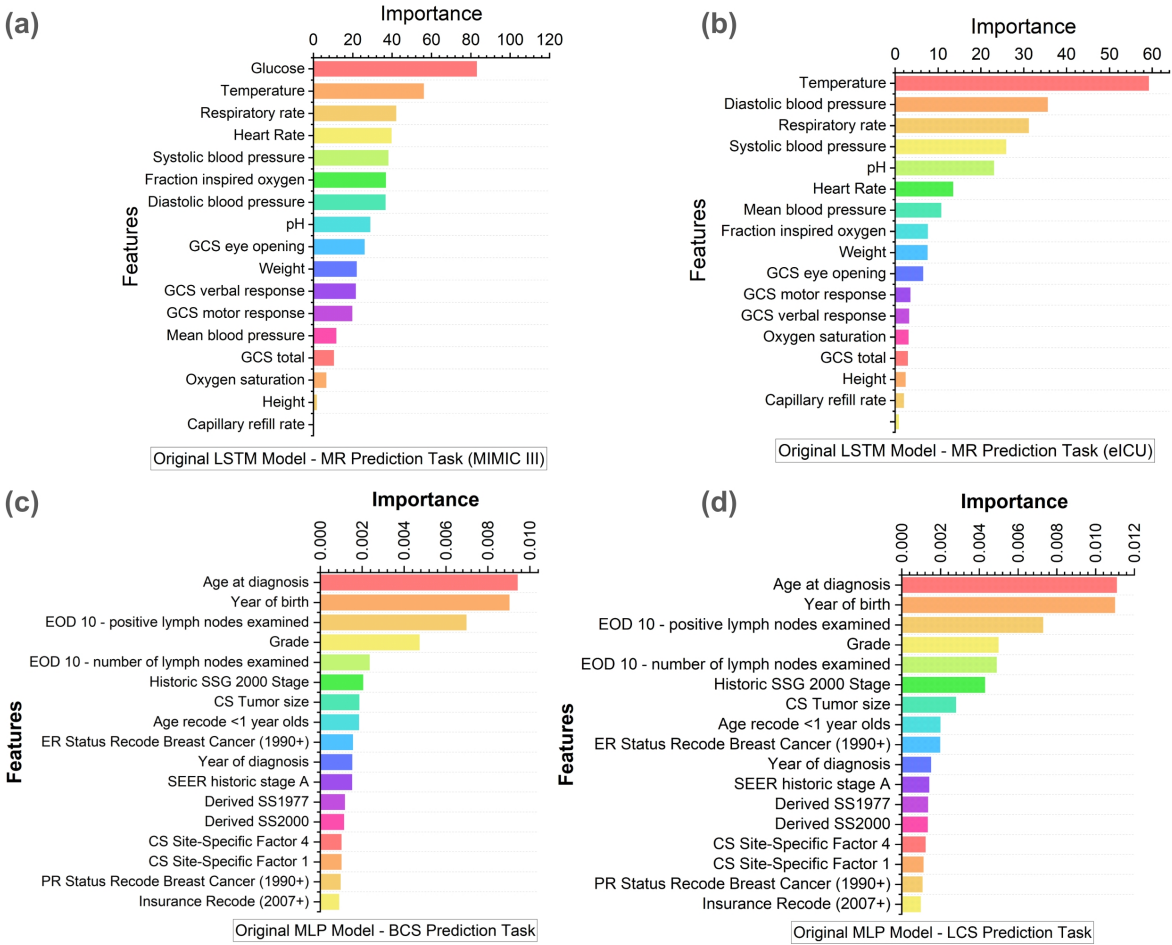 (a)
Importance
0 20 40 60 80 100 120
Glucose
Temperature
Respiratory rate
Heart Rate
Systolic blood pressure
Fraction inspired oxygen
Diastolic blood pressure
pH
GCS eye opening
Weight
GCS verbal response
GCS motor response
Mean blood pressure
GCS total
Oxygen saturation
Height
Capillary refill rate
Features
Original LSTM Model - MR Prediction Task (MIMIC III)
(b)
Importance
0 10 20 30 40 50 60
Temperature
Diastolic blood pressure
Respiratory rate
Systolic blood pressure
pH
Heart Rate
Mean blood pressure
Fraction inspired oxygen
Weight
GCS eye opening
GCS motor response
GCS verbal response
Oxygen saturation
GCS total
Height
Capillary refill rate
Features
Original LSTM Model - MR Prediction Task (eICU)
(c)
Importance
0.000 0.002 0.004 0.006 0.008 0.010
Age at diagnosis
Year of birth
EOD 10 - positive lymph nodes examined
Grade
EOD 10 - number of lymph nodes examined
Historic SSG 2000 Stage
CS Tumor size
Age recode <1 year olds
ER Status Recode Breast Cancer (1990+)
Year of diagnosis
SEER historic stage A
Derived SS1977
Derived SS2000
CS Site-Specific Factor 4
CS Site-Specific Factor 1
PR Status Recode Breast Cancer (1990+)
Insurance Recode (2007+)
Features
Original MLP Model - BCS Prediction Task
(d)
Importance
0.000 0.002 0.004 0.006 0.008 0.010 0.012
Age at diagnosis
Year of birth
EOD 10 - positive lymph nodes examined
Grade
EOD 10 - number of lymph nodes examined
Historic SSG 2000 Stage
CS Tumor size
Age recode <1 year olds
ER Status Recode Breast Cancer (1990+)
Year of diagnosis
SEER historic stage A
Derived SS1977
Derived SS2000
CS Site-Specific Factor 4
CS Site-Specific Factor 1
PR Status Recode Breast Cancer (1990+)
Insurance Recode (2007+)
Features
Original MLP Model - LCS Prediction Task